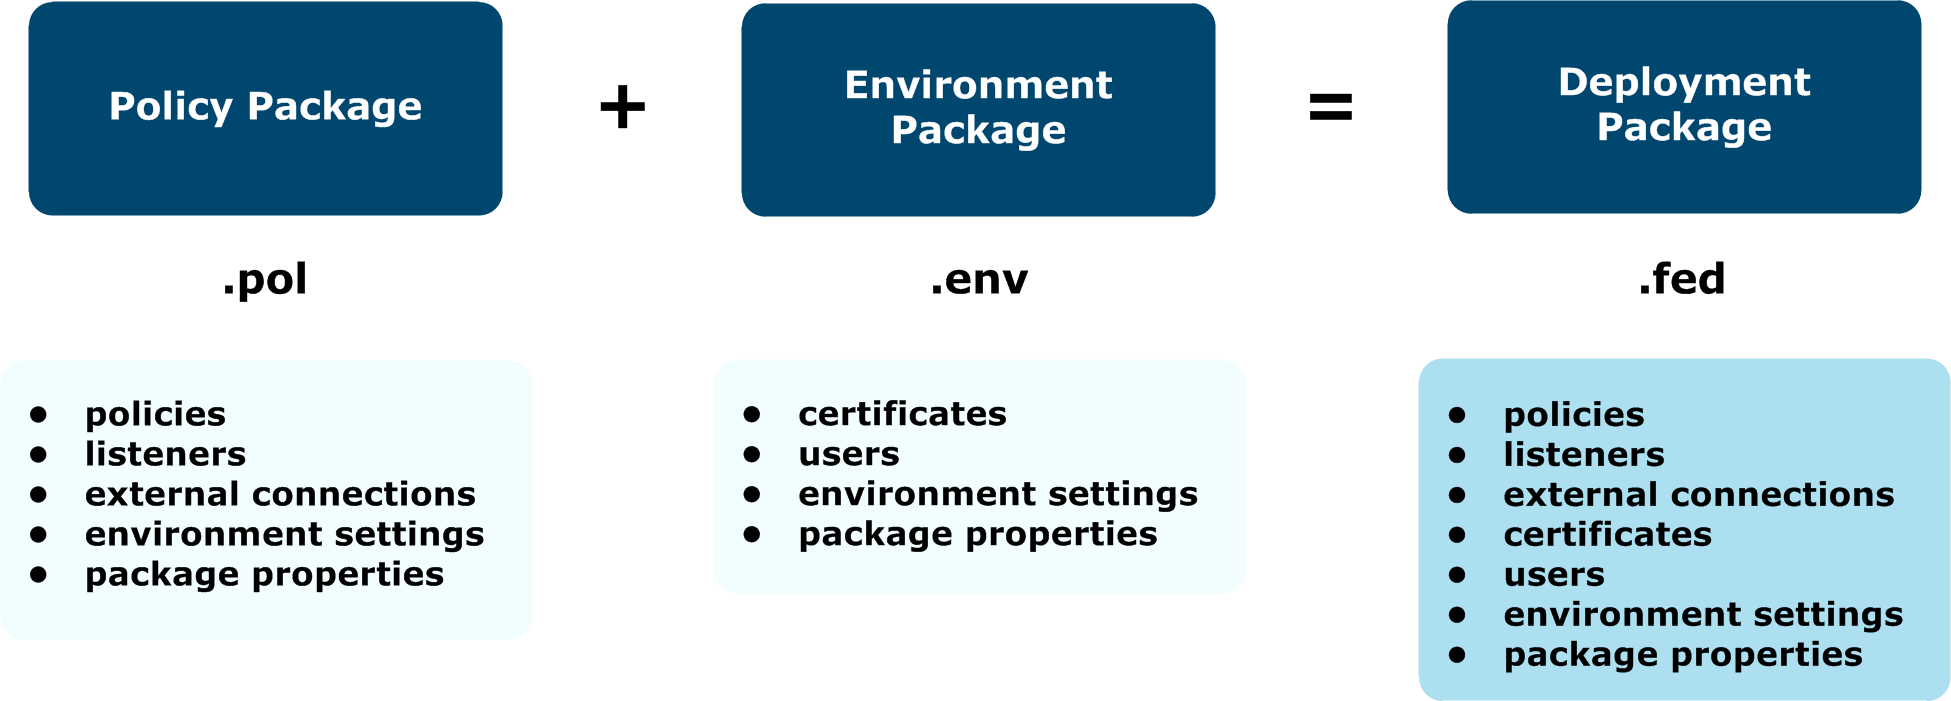 Policy Package
+
Environment
Package
=
Deployment
Package
.pol
.env
.fed
● policies
● listeners
● external connections
● environment settings
● package properties
● certificates
● users
● environment settings
● package properties
● policies
● listeners
● external connections
● certificates
● users
● environment settings
● package properties